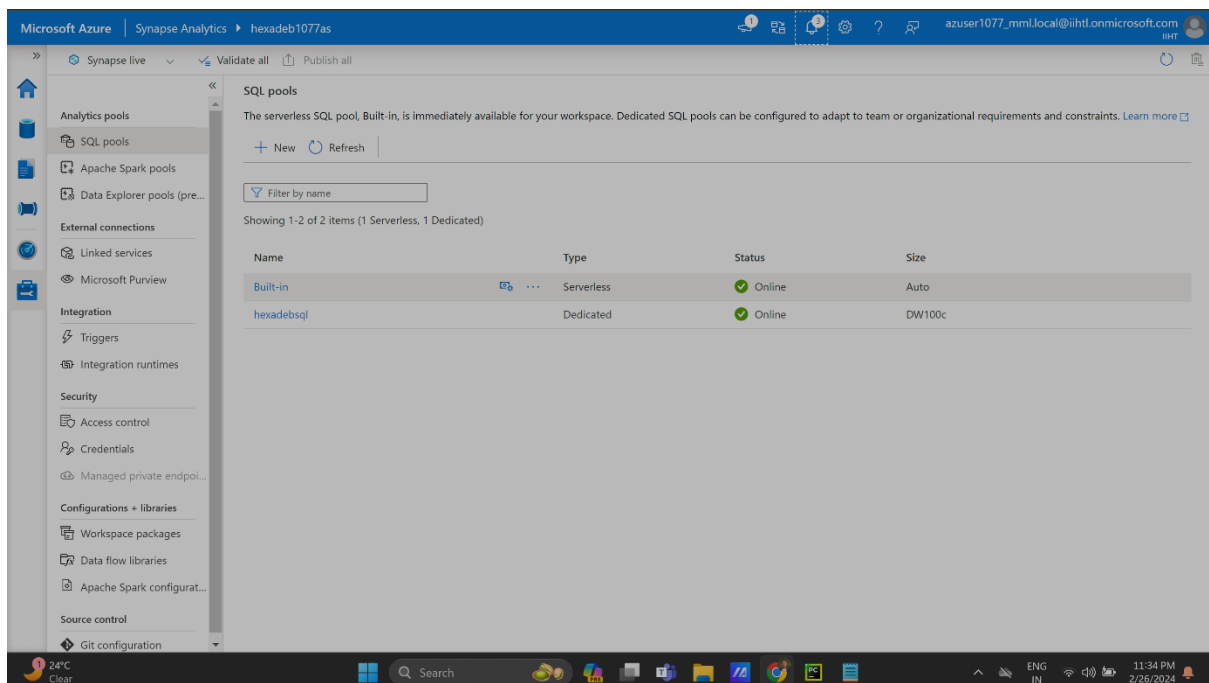 Microsoft Azure | Synapse Analytics ▸ hexadeb1077as
1
3
azuser1077_mml.local@iihtl.onmicrosoft.com
IIHT
Synapse live
Validate all
Publish all
Analytics pools
SQL pools
Apache Spark pools
Data Explorer pools (pre...
External connections
Linked services
Microsoft Purview
Integration
Triggers
Integration runtimes
Security
Access control
Credentials
Managed private endpoi...
Configurations + libraries
Workspace packages
Data flow libraries
Apache Spark configurat...
Source control
Git configuration
SQL pools
The serverless SQL pool, Built-in, is immediately available for your workspace. Dedicated SQL pools can be configured to adapt to team or organizational requirements and constraints. Learn more
New Refresh
Filter by name
Showing 1-2 of 2 items (1 Serverless, 1 Dedicated)
Name Type Status Size
Built-in ... Serverless Online Auto
hexadebsql Dedicated Online DW100c
1
24°C
Clear
Search
PRE
PC
ENG
IN
11:34 PM
2/26/2024